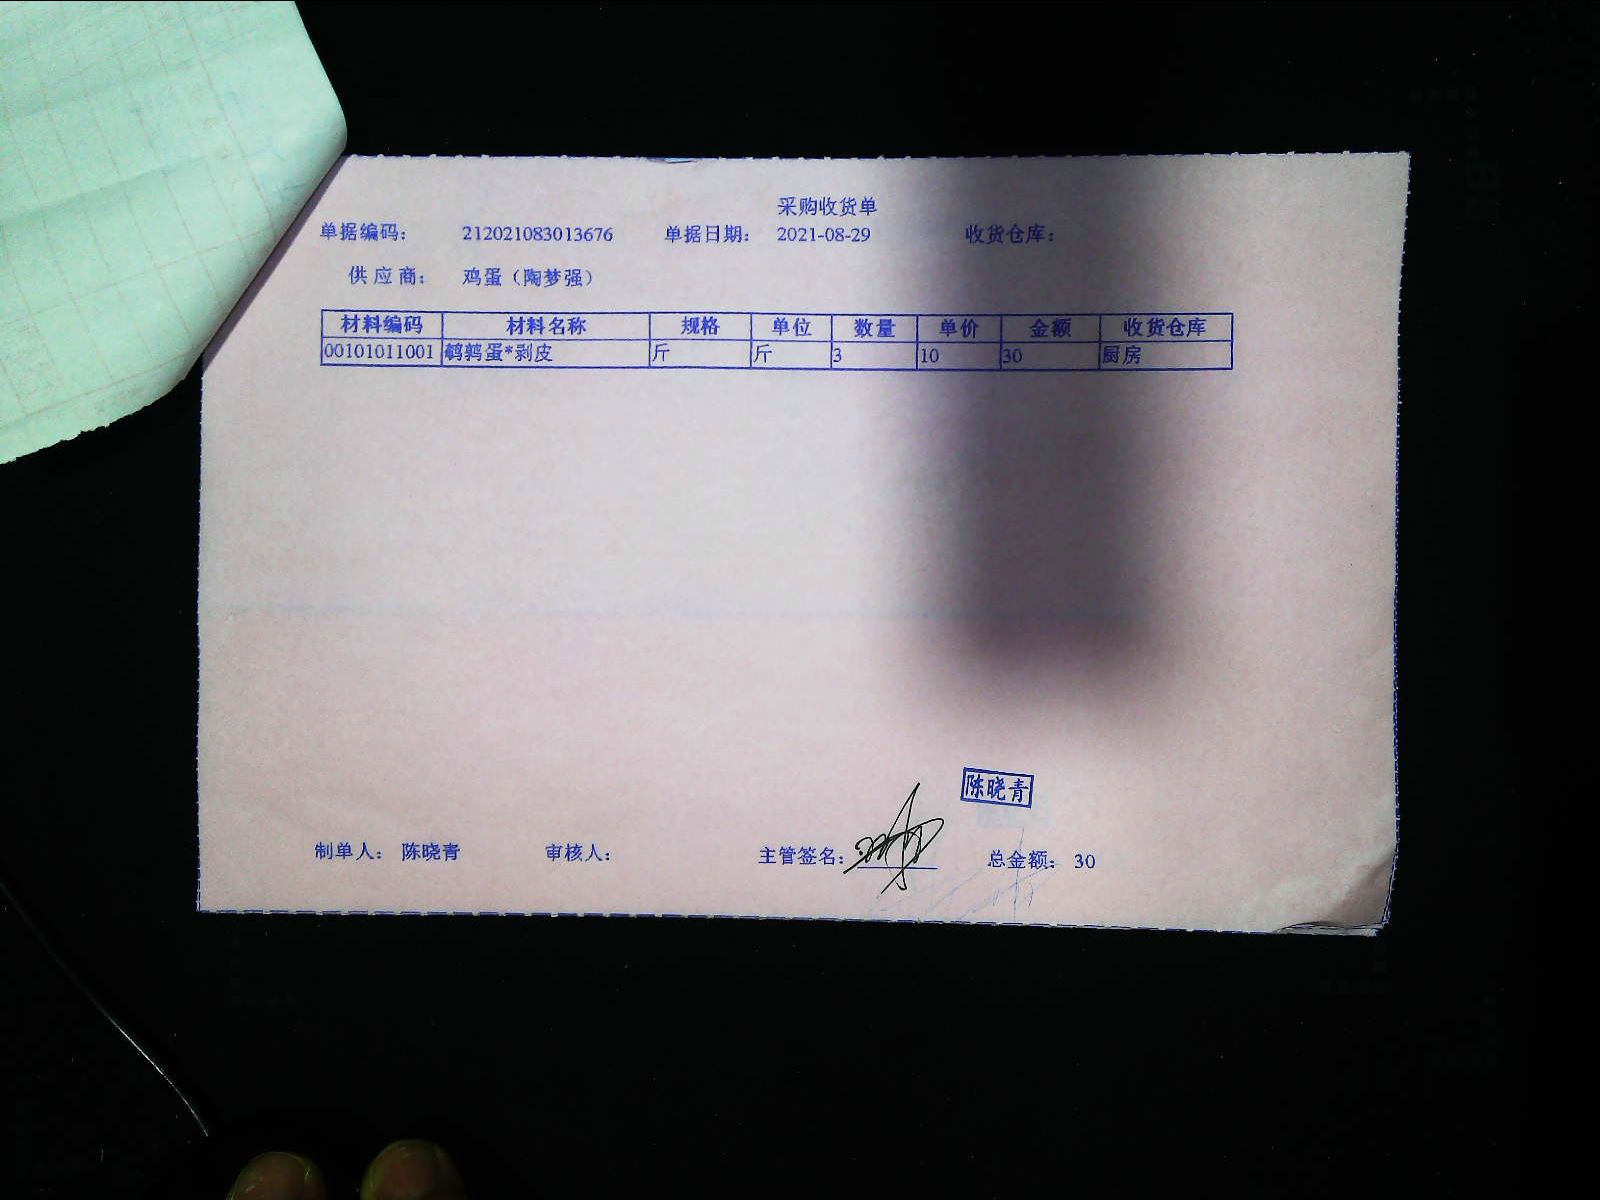 采购收货单
单据编码： 212021083013676 单据日期： 2021-08-29 收货仓库：
供应商： 鸡蛋（陶梦强）
材料编码 材料名称 规格 单位 数量 单价 金额 收货仓库
00101011001 鹌鹑蛋*剥皮 斤 斤 3 10 30 厨房
陈晓青
制单人： 陈晓青 审核人： 主管签名： 总金额： 30